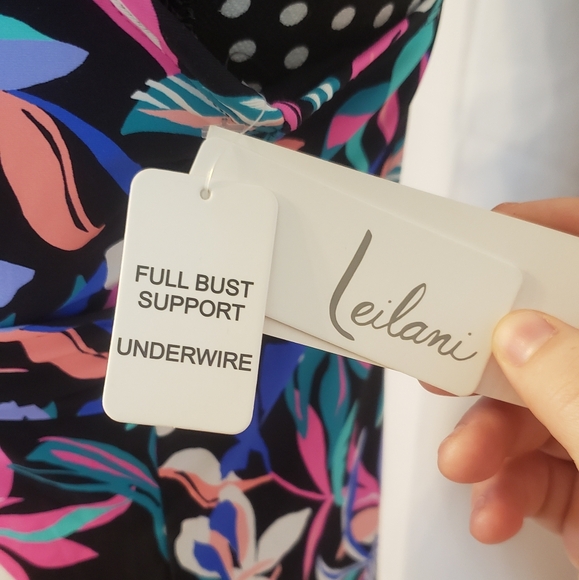 FULL BUST
SUPPORT
UNDERWIRE
Leilani